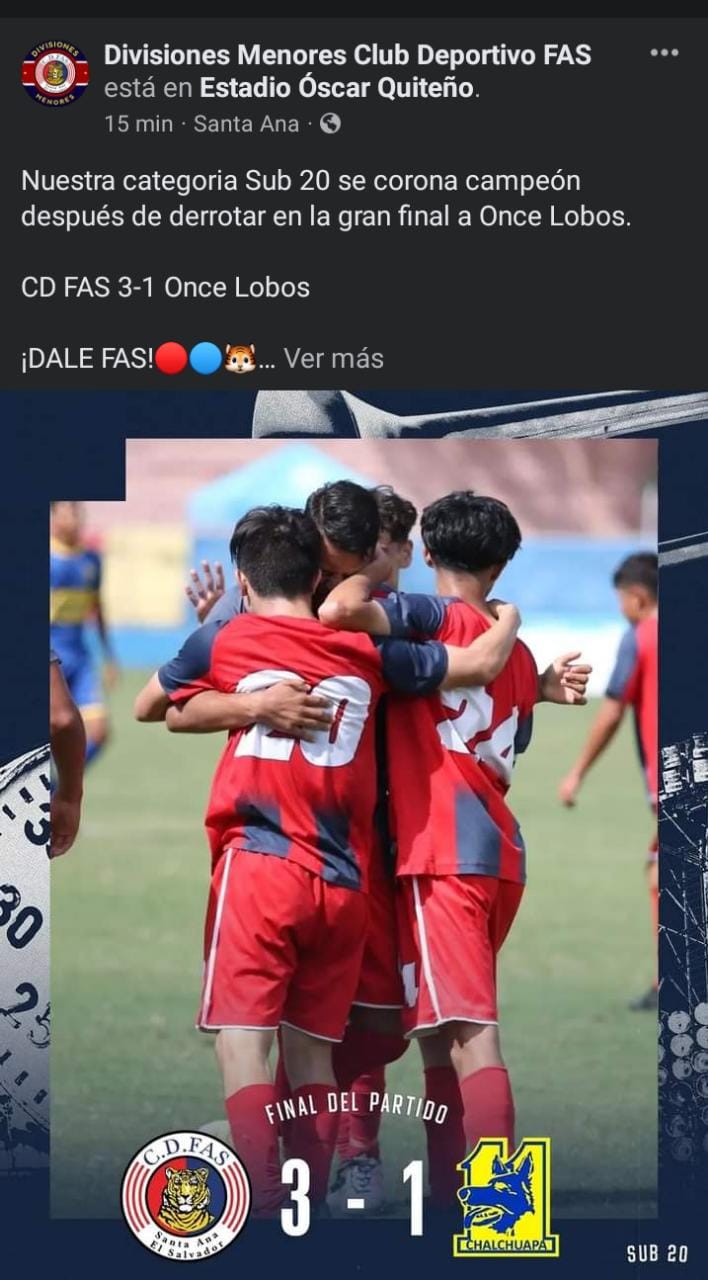 DIVISIONES
C.D. FAS
MENORES
Divisiones Menores Club Deportivo FAS
está en Estadio Óscar Quiteño.
15 min · Santa Ana ·
Nuestra categoria Sub 20 se corona campeón
después de derrotar en la gran final a Once Lobos.
CD FAS 3-1 Once Lobos
¡DALE FAS!🔴🔵🐯... Ver más
20
24
30
25
FINAL DEL PARTIDO
C.D.FAS
Santa Ana
El Salvador
3 - 1
11
CHALCHUAPA
SUB 20